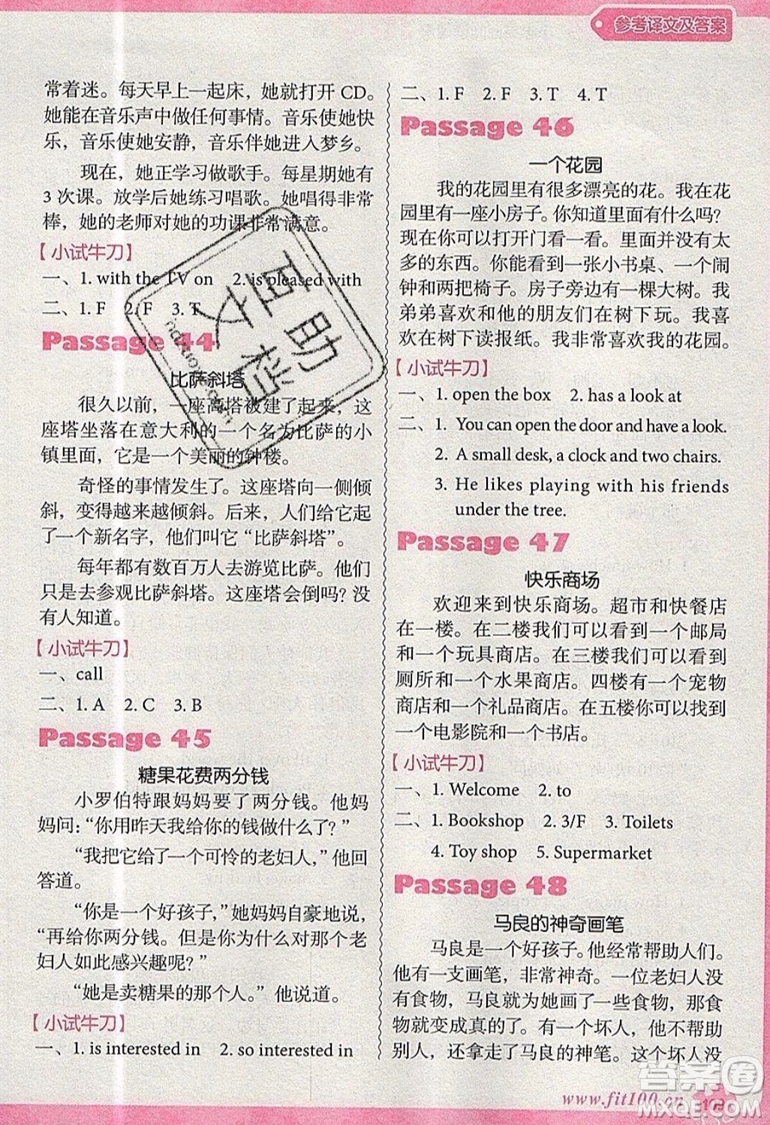 参考译文及答案
常着迷。每天早上一起床，她就打开 CD。
她能在音乐声中做任何事情。音乐使她快
乐，音乐使她安静，音乐伴她进入梦乡。
现在，她正学习做歌手。每星期她有
3 次课。放学后她练习唱歌。她唱得非常
棒，她的老师对她的功课非常满意。
【小试牛刀】
一、1. with the TV on 2. is pleased with
二、1. F 2. F 3. T
Passage 44
比萨斜塔
很久以前，一座高塔被建了起来，这
座塔坐落在意大利的一个名为比萨的小
镇里面，它是一个美丽的钟楼。
奇怪的事情发生了。这座塔向一侧倾
斜，变得越来越倾斜。后来，人们起了一
个新名字，他们叫它“比萨斜塔”。
每年都有数百万人去游览比萨。他
们总是去参观比萨斜塔。这座塔会倒吗？没
有人知道。
【小试牛刀】
一、call
二、1. A 2. C 3. B
Passage 45
糖果花费两分钱
小罗伯特跟妈妈要了两分钱。他妈
妈问：“你用昨天我给你的钱做什么了？”
“我把它给了一个可怜的老妇人，”他回
答道。
“你是一个好孩子，”她妈妈自豪地说，
“再给你两分钱。但是你为什么对那个老
妇人如此感兴趣呢？”
“她是卖糖果的那个人。”他说道。
【小试牛刀】
一、1. is interested in 2. so interested in
二、1. F 2. F 3. T 4. T
Passage 46
一个花园
我的花园里有很多漂亮的花。我的花
园里有一座小房子。你知道里面有什么吗？
现在你可以打开门看一看。房子里面没有太
多的东西。你能看到一张小书桌、一个闹
钟和两把椅子。房子旁边有一棵大树。我
弟弟喜欢和他的朋友们在树下玩。我爷爷
喜欢在树下读报纸。我非常喜欢我的花园。
【小试牛刀】
一、1. open the box 2. has a look at
二、1. You can open the door and have a look.
2. A small desk, a clock and two chairs.
3. He likes playing with his friends
under the tree.
Passage 47
快乐商场
欢迎来到快乐商场。超市和快餐店
在一楼。在二楼我们可以看到一个邮局
和一个玩具商店。在三楼我们可以看到
厕所和一个水果商店。四楼有一个宠物
商店和一个礼品商店。在五楼你可以找到
一个电影院和一个书店。
【小试牛刀】
一、1. Welcome 2. to
二、1. Bookshop 2. 3/F 3. Toilets
4. Toy shop 5. Supermarket
Passage 48
马良的神奇画笔
马良是一个好孩子。他经常帮助人们。
他有一支画笔，非常神奇。一位老妇人没
有食物，马良就为她画了一些食物，那些食
物就变成真的了。有一个坏人，他不帮助
别人，还拿走了马良的神笔。这个坏人没
www.fit100.cn